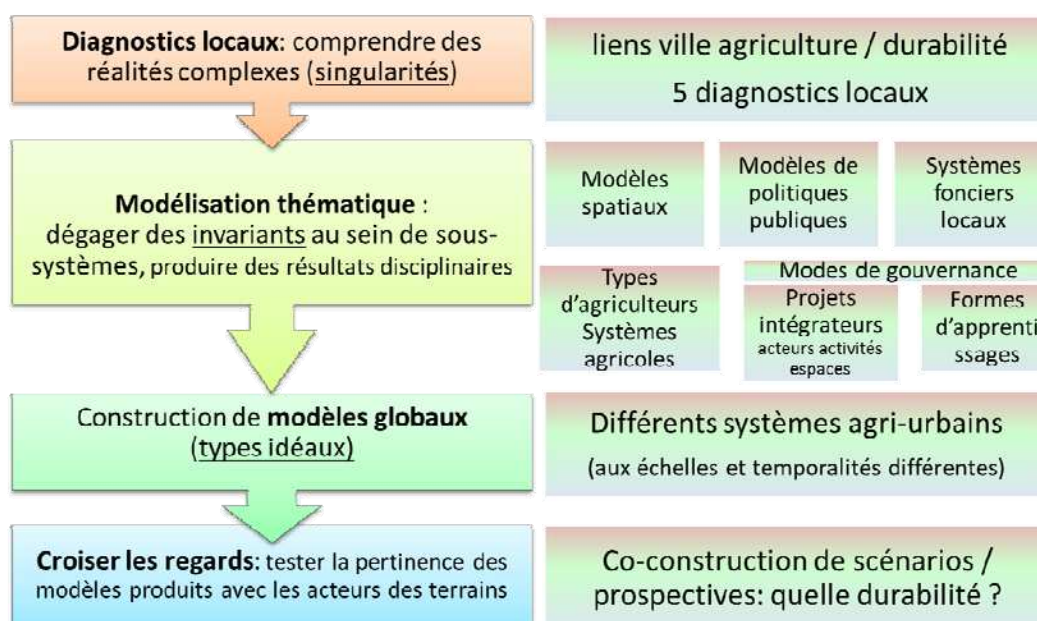 Diagnostics locaux: comprendre des
réalités complexes (singularités)
liens ville agriculture / durabilité
5 diagnostics locaux
Modélisation thématique :
dégager des invariants au sein de sous-
systèmes, produire des résultats disciplinaires
Modèles
spatiaux
Modèles de
politiques
publiques
Systèmes
fonciers
locaux
Types
d’agriculteurs
Systèmes
agricoles
Modes de gouvernance
Projets
intégrateurs
acteurs activités
espaces
Formes
d’apprenti
ssages
Construction de modèles globaux
(types idéaux)
Différents systèmes agri-urbains
(aux échelles et temporalités différentes)
Croiser les regards: tester la pertinence des
modèles produits avec les acteurs des terrains
Co-construction de scénarios /
prospectives: quelle durabilité ?